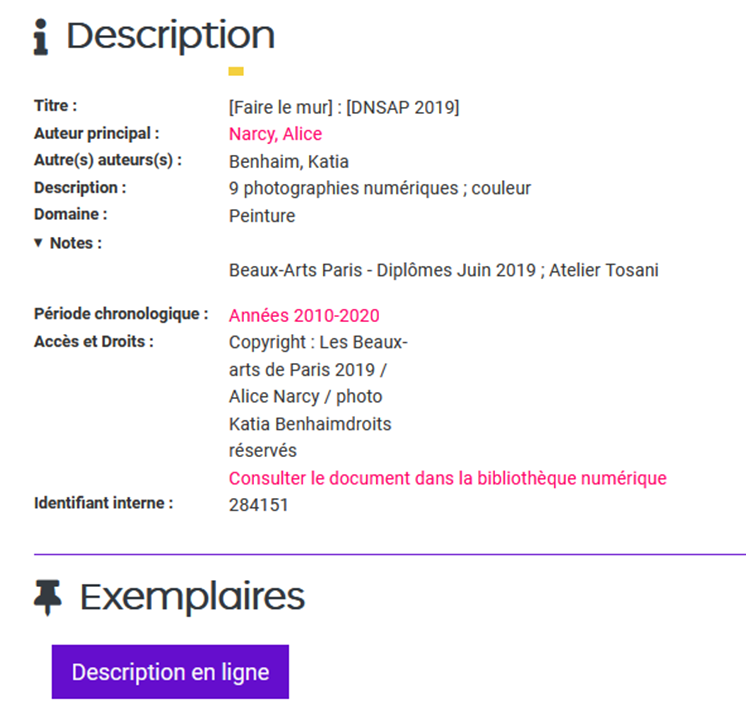 Description
Titre : [Faire le mur] : [DNSAP 2019]
Auteur principal : Narcy, Alice
Autre(s) auteurs(s) : Benhaim, Katia
Description : 9 photographies numériques ; couleur
Domaine : Peinture
▼ Notes :
Beaux-Arts Paris - Diplômes Juin 2019 ; Atelier Tosani
Période chronologique : Années 2010-2020
Accès et Droits : Copyright : Les Beaux-
arts de Paris 2019 /
Alice Narcy / photo
Katia Benhaimdroits
réservés
Consulter le document dans la bibliothèque numérique
Identifiant interne : 284151
Exemplaires
Description en ligne